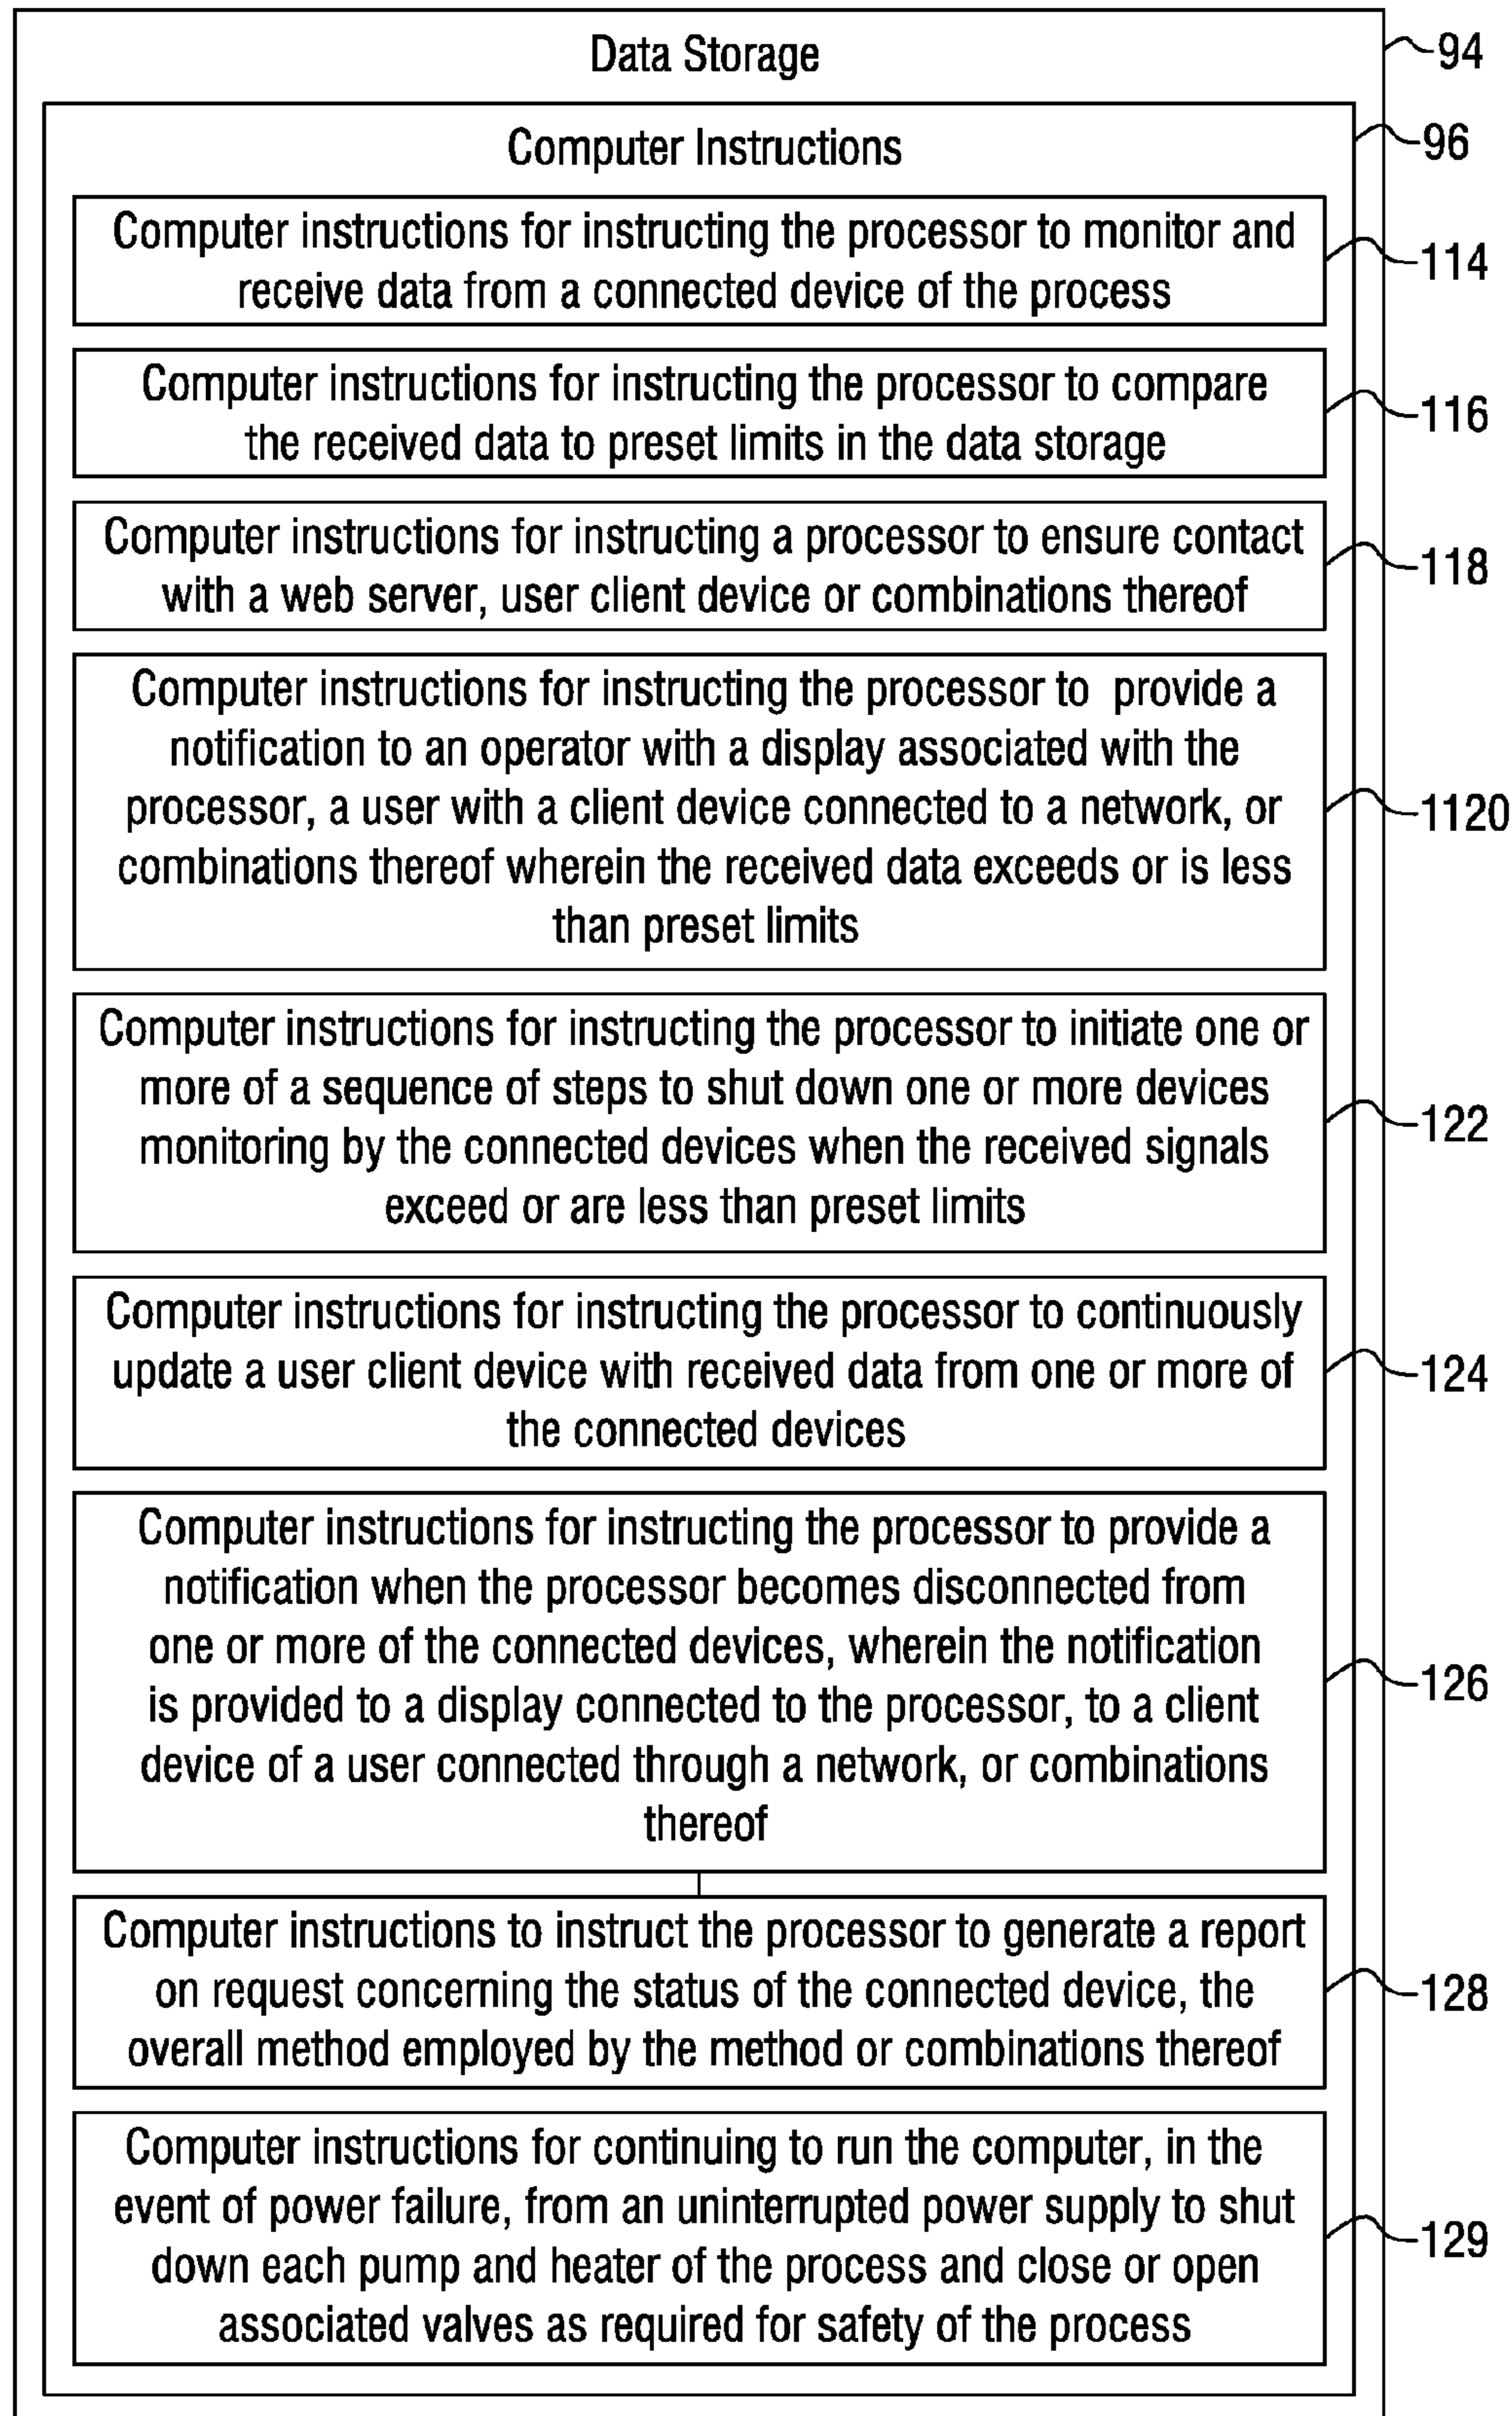 Data Storage
94
Computer Instructions
96
Computer instructions for instructing the processor to monitor and
receive data from a connected device of the process
114
Computer instructions for instructing the processor to compare
the received data to preset limits in the data storage
116
Computer instructions for instructing a processor to ensure contact
with a web server, user client device or combinations thereof
118
Computer instructions for instructing the processor to provide a
notification to an operator with a display associated with the
processor, a user with a client device connected to a network, or
combinations thereof wherein the received data exceeds or is less
than preset limits
1120
Computer instructions for instructing the processor to initiate one or
more of a sequence of steps to shut down one or more devices
monitoring by the connected devices when the received signals
exceed or are less than preset limits
122
Computer instructions for instructing the processor to continuously
update a user client device with received data from one or more of
the connected devices
124
Computer instructions for instructing the processor to provide a
notification when the processor becomes disconnected from
one or more of the connected devices, wherein the notification
is provided to a display connected to the processor, to a client
device of a user connected through a network, or combinations
thereof
126
Computer instructions to instruct the processor to generate a report
on request concerning the status of the connected device, the
overall method employed by the method or combinations thereof
128
Computer instructions for continuing to run the computer, in the
event of power failure, from an uninterrupted power supply to shut
down each pump and heater of the process and close or open
associated valves as required for safety of the process
129